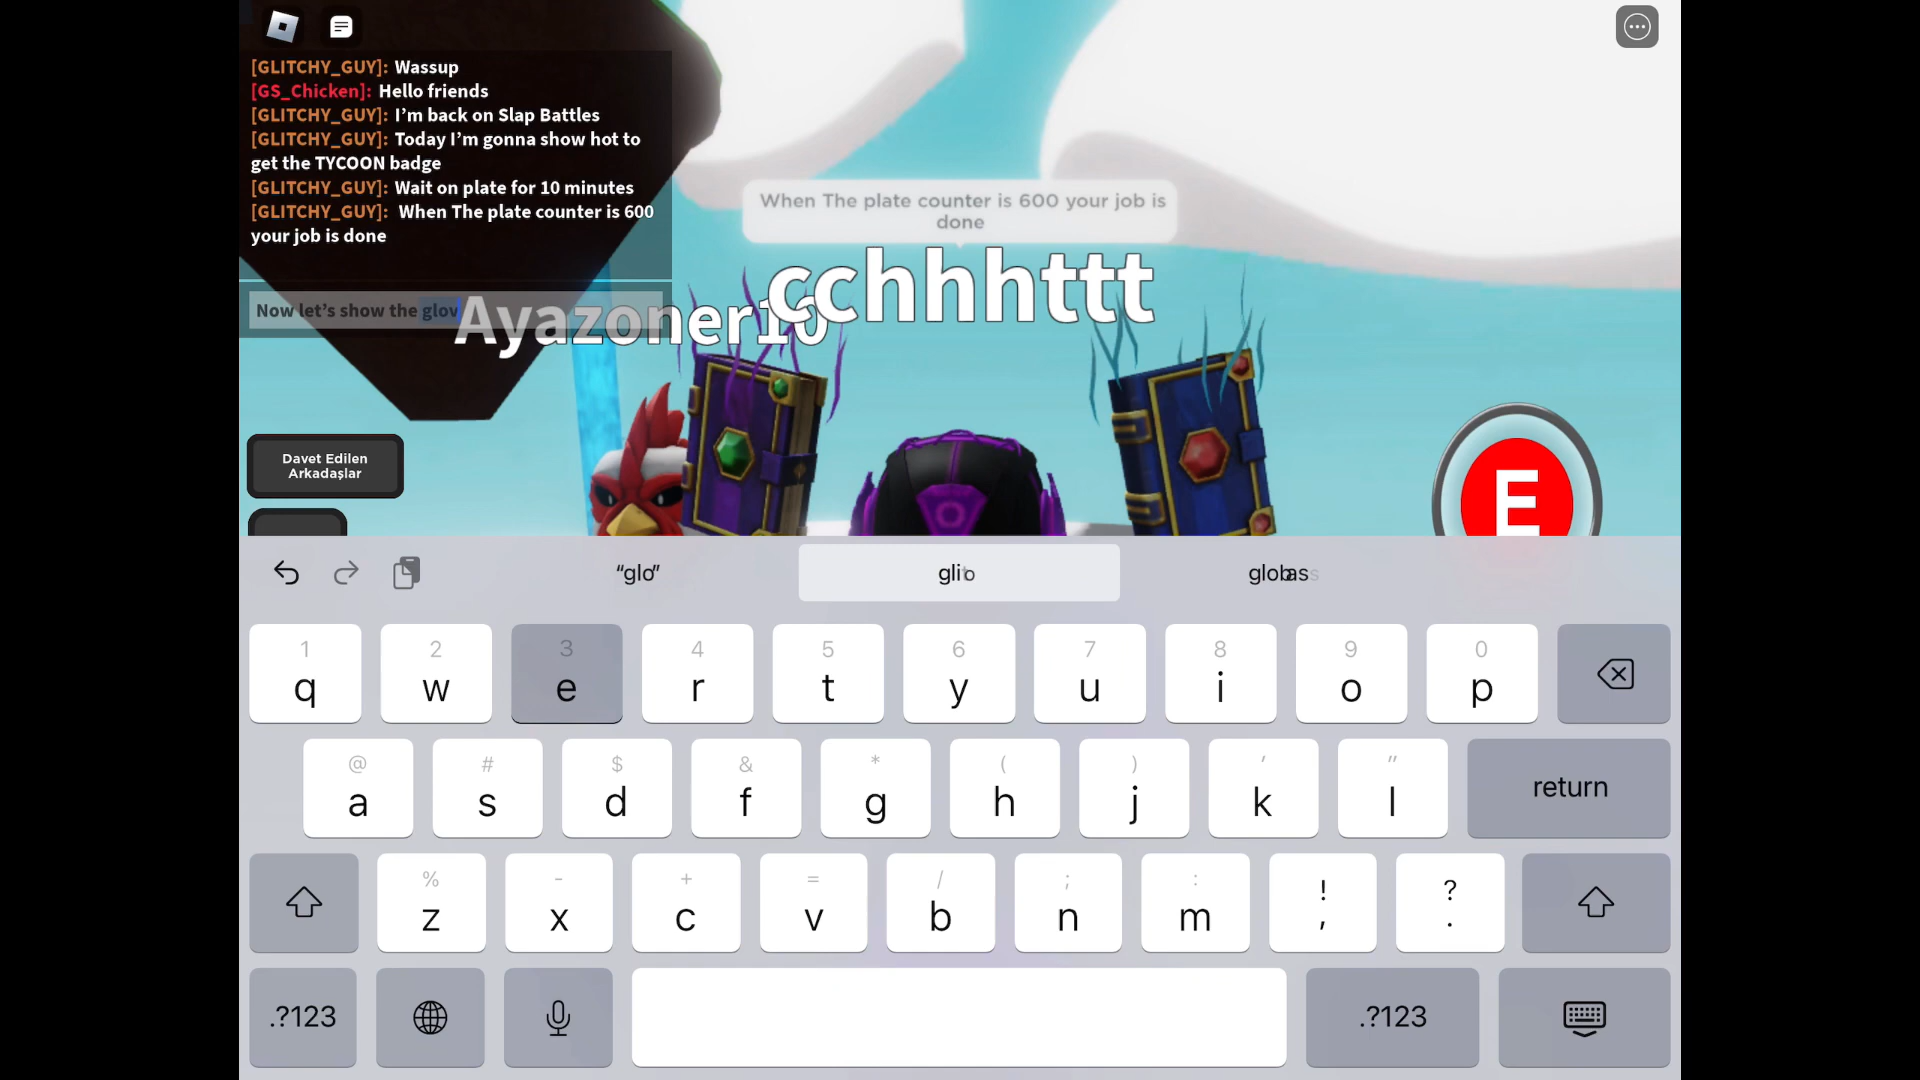 [GLITCHY_GUY]: Wassup
[GS_Chicken]: Hello friends
[GLITCHY_GUY]: I’m back on Slap Battles
[GLITCHY_GUY]: Today I’m gonna show hot to
get the TYCOON badge
[GLITCHY_GUY]: Wait on plate for 10 minutes
[GLITCHY_GUY]: When The plate counter is 600
your job is done
Now let’s show the glov
When The plate counter is 600 your job is
done
cchhhttt
Ayazoner10
Davet Edilen
Arkadaşlar
E
“glo”
1 2 3 4 5 6 7 8 9 0
q w e r t y u i o p
@ # $ & * ( ) ' "
a s d f g h j k l return
% - + = / ; : ! ?
z x c v b n m , .
.?123 .?123